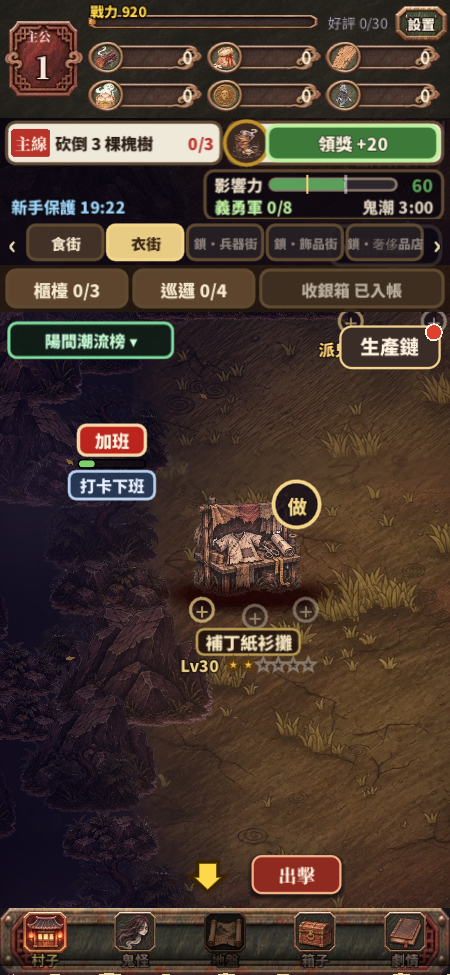 戰力.920
好評 0/30
設置
主公
1
0
0
0
0
0
0
主線 砍倒 3 棵槐樹 0/3
領獎 +20
影響力 60
新手保護 19:22
義勇軍 0/8
鬼潮 3:00
‹ 食街 衣街 鎖・兵器街 鎖・飾品街 鎖・奢侈品店 ›
櫃檯 0/3
巡邏 0/4
收銀箱 已入帳
陽間潮流榜 ▾
派
生產鏈
加班
打卡下班
做
補丁紙衫攤
Lv30
出擊
村子
鬼怪
地盤
箱子
劇情